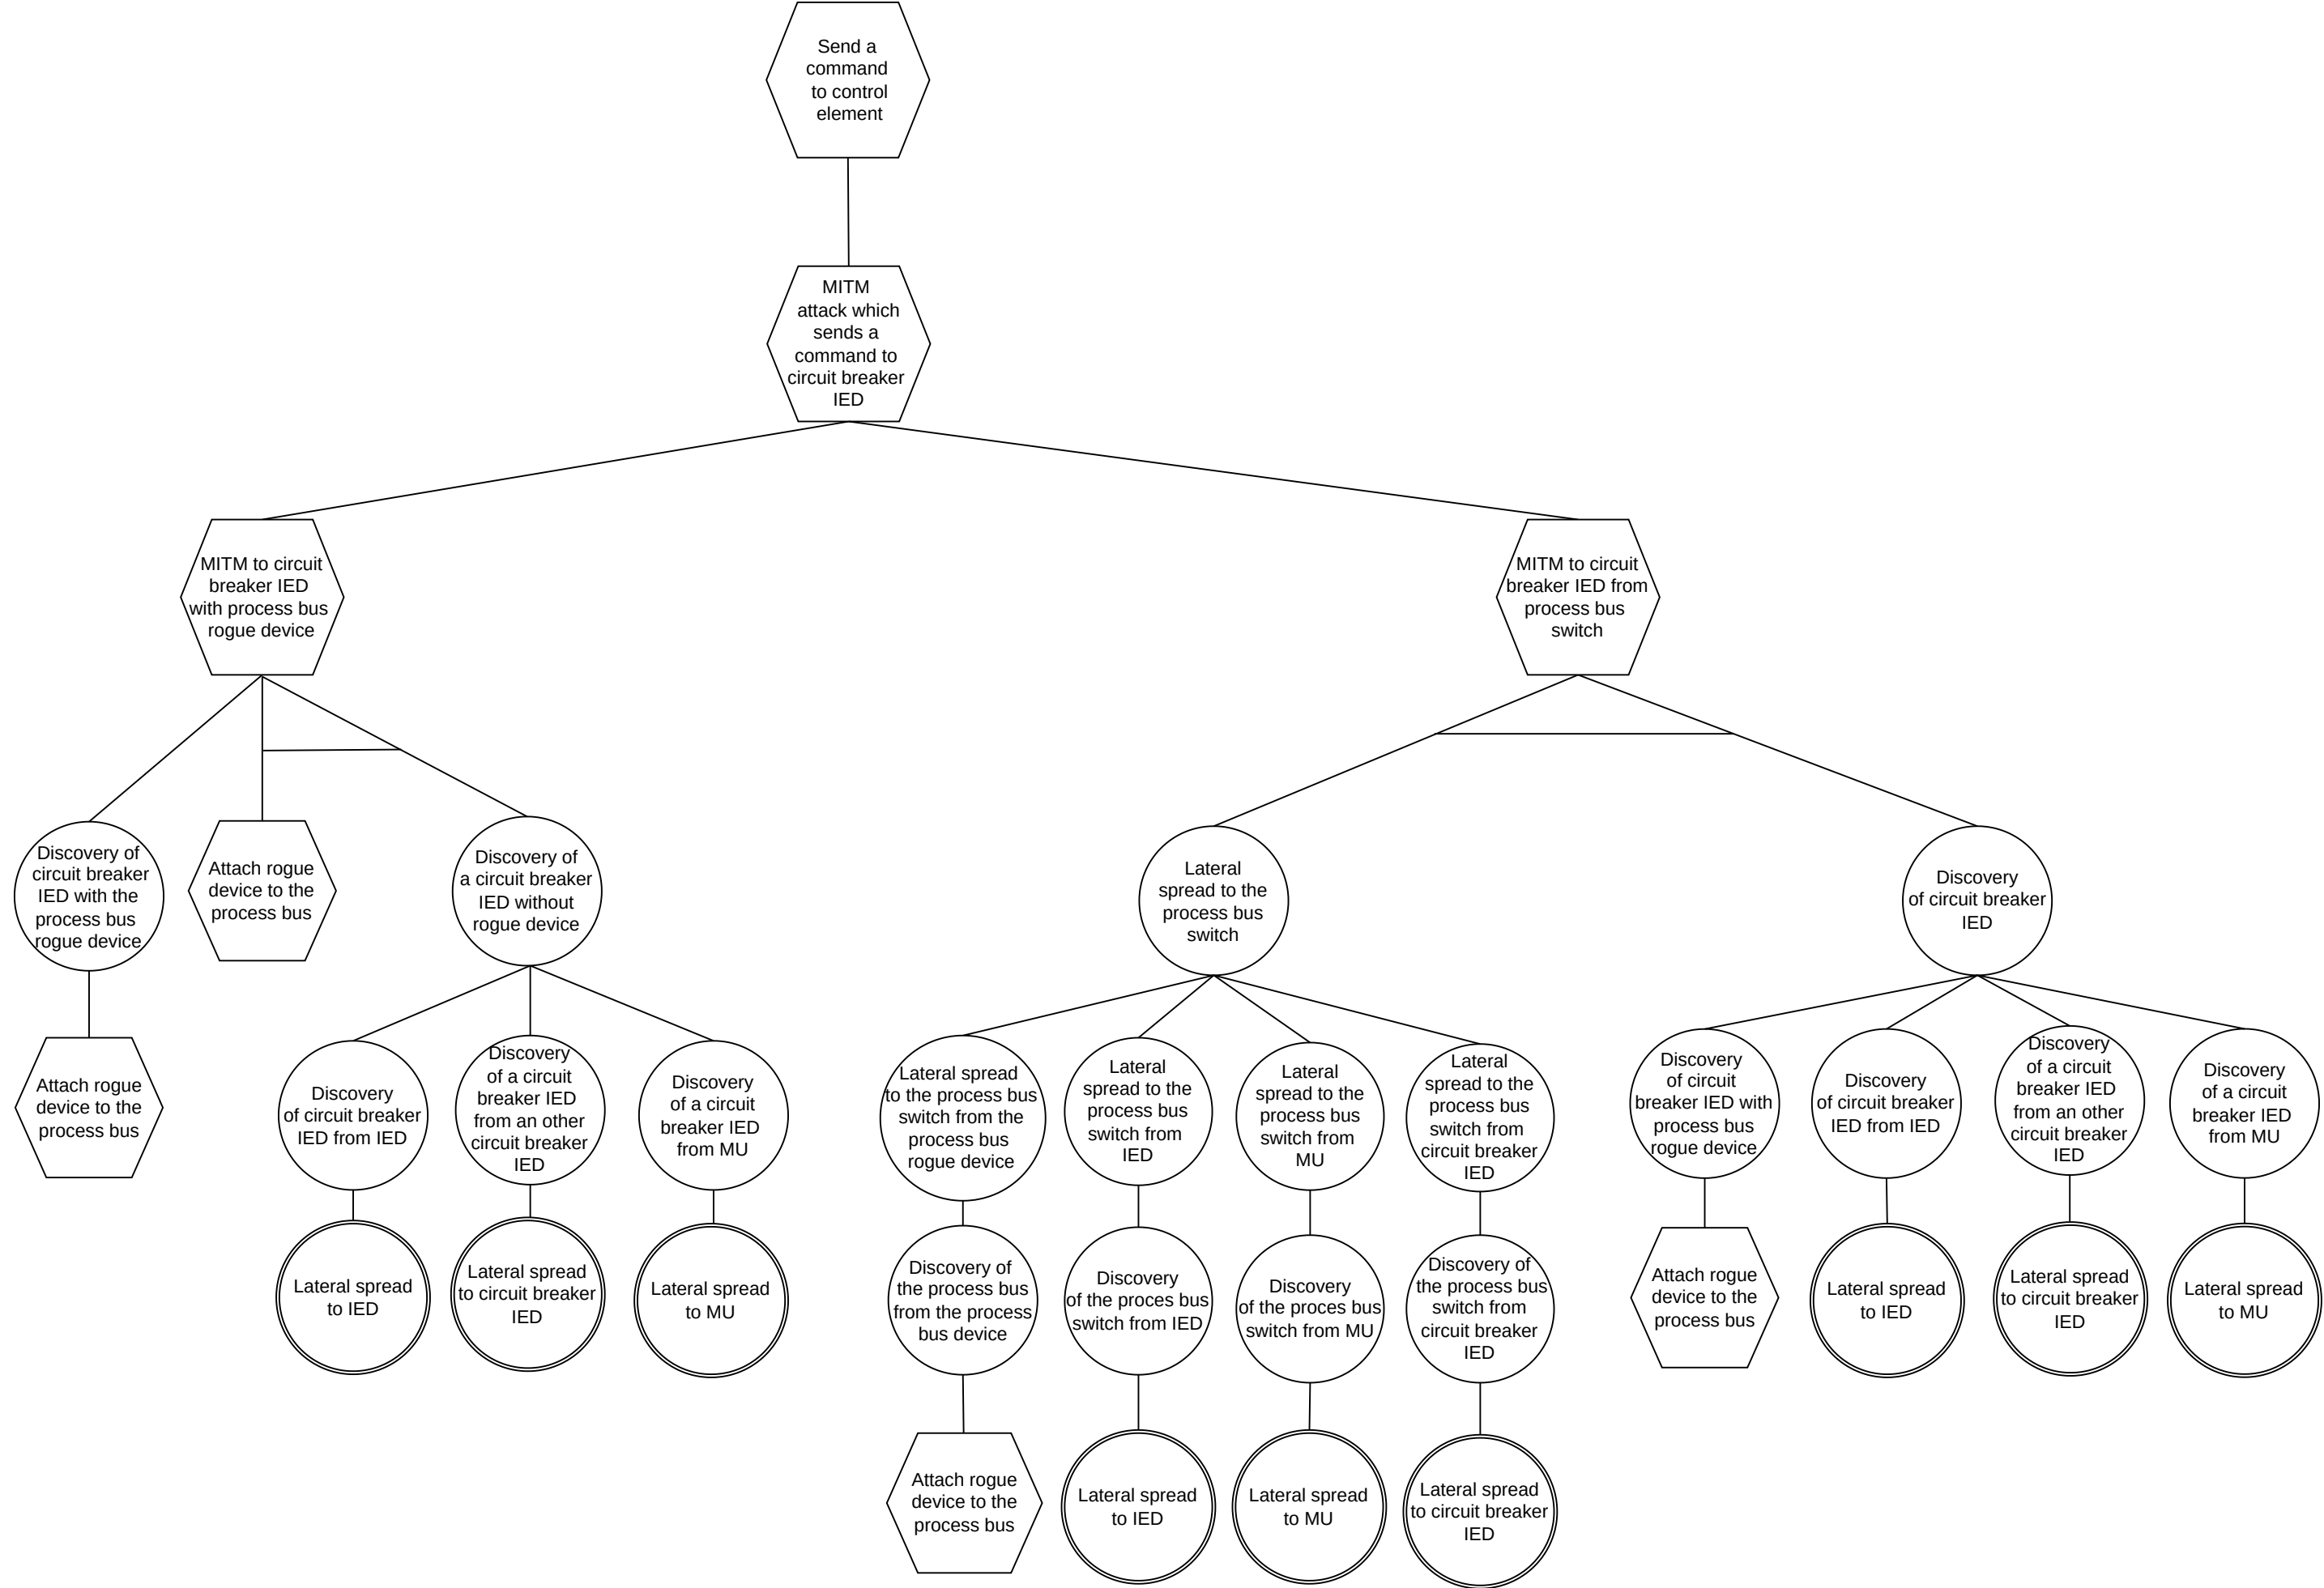 Send a
command
to control
element
MITM
attack which
sends a
command to
circuit breaker
IED
MITM to circuit
breaker IED
with process bus
rogue device
MITM to circuit
breaker IED from
process bus
switch
Discovery of
circuit breaker
IED with the
process bus
rogue device
Attach rogue
device to the
process bus
Discovery of
a circuit breaker
IED without
rogue device
Lateral
spread to the
process bus
switch
Discovery
of circuit breaker
IED
Attach rogue
device to the
process bus
Discovery
of circuit breaker
IED from IED
Discovery
of a circuit
breaker IED
from an other
circuit breaker
IED
Discovery
of a circuit
breaker IED
from MU
Lateral spread
to the process bus
switch from the
process bus
rogue device
Lateral
spread to the
process bus
switch from
IED
Lateral
spread to the
process bus
switch from
MU
Lateral
spread to the
process bus
switch from
circuit breaker
IED
Discovery
of circuit
breaker IED with
process bus
rogue device
Discovery
of circuit breaker
IED from IED
Discovery
of a circuit
breaker IED
from an other
circuit breaker
IED
Discovery
of a circuit
breaker IED
from MU
Lateral spread
to IED
Lateral spread
to circuit breaker
IED
Lateral spread
to MU
Discovery of
the process bus
from the process
bus device
Discovery
of the proces bus
switch from IED
Discovery
of the proces bus
switch from MU
Discovery of
the process bus
switch from
circuit breaker
IED
Attach rogue
device to the
process bus
Lateral spread
to IED
Lateral spread
to circuit breaker
IED
Lateral spread
to MU
Attach rogue
device to the
process bus
Lateral spread
to IED
Lateral spread
to MU
Lateral spread
to circuit breaker
IED